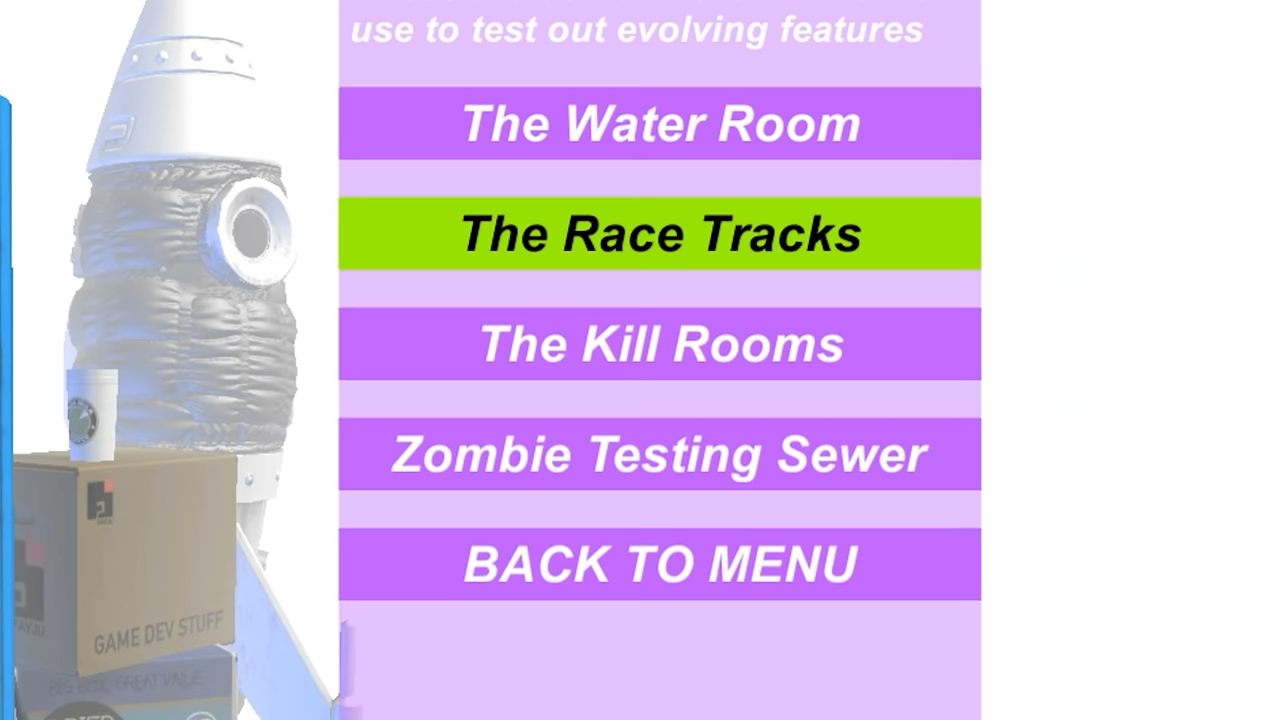 use to test out evolving features
The Water Room
The Race Tracks
The Kill Rooms
Zombie Testing Sewer
BACK TO MENU
GAME DEV STUFF
BIG BOX, GREAT VALUE